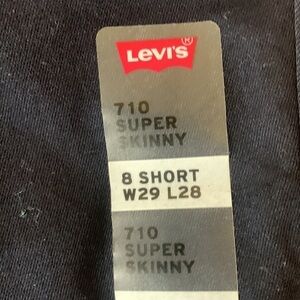 Levi's®
710
SUPER
SKINNY
8 SHORT
W29 L28
710
SUPER
SKINNY